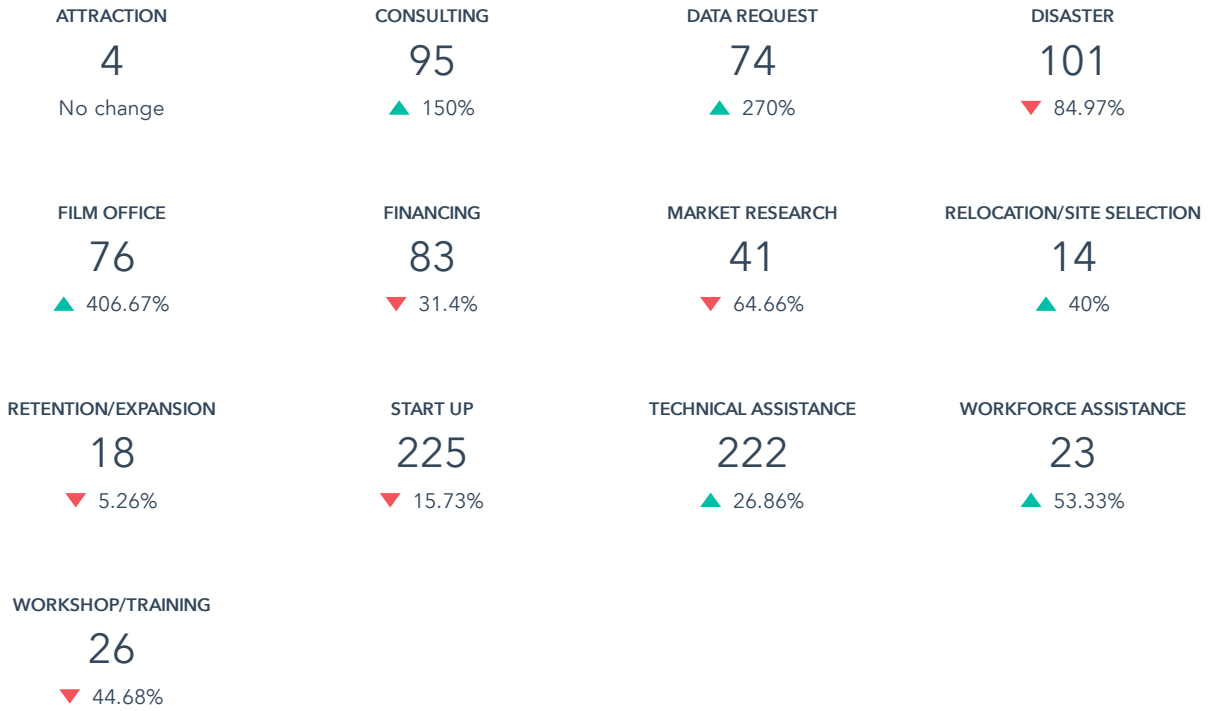 ATTRACTION
4
No change
CONSULTING
95
150%
DATA REQUEST
74
270%
DISASTER
101
84.97%
FILM OFFICE
76
406.67%
FINANCING
83
31.4%
MARKET RESEARCH
41
64.66%
RELOCATION/SITE SELECTION
14
40%
RETENTION/EXPANSION
18
5.26%
START UP
225
15.73%
TECHNICAL ASSISTANCE
222
26.86%
WORKFORCE ASSISTANCE
23
53.33%
WORKSHOP/TRAINING
26
44.68%